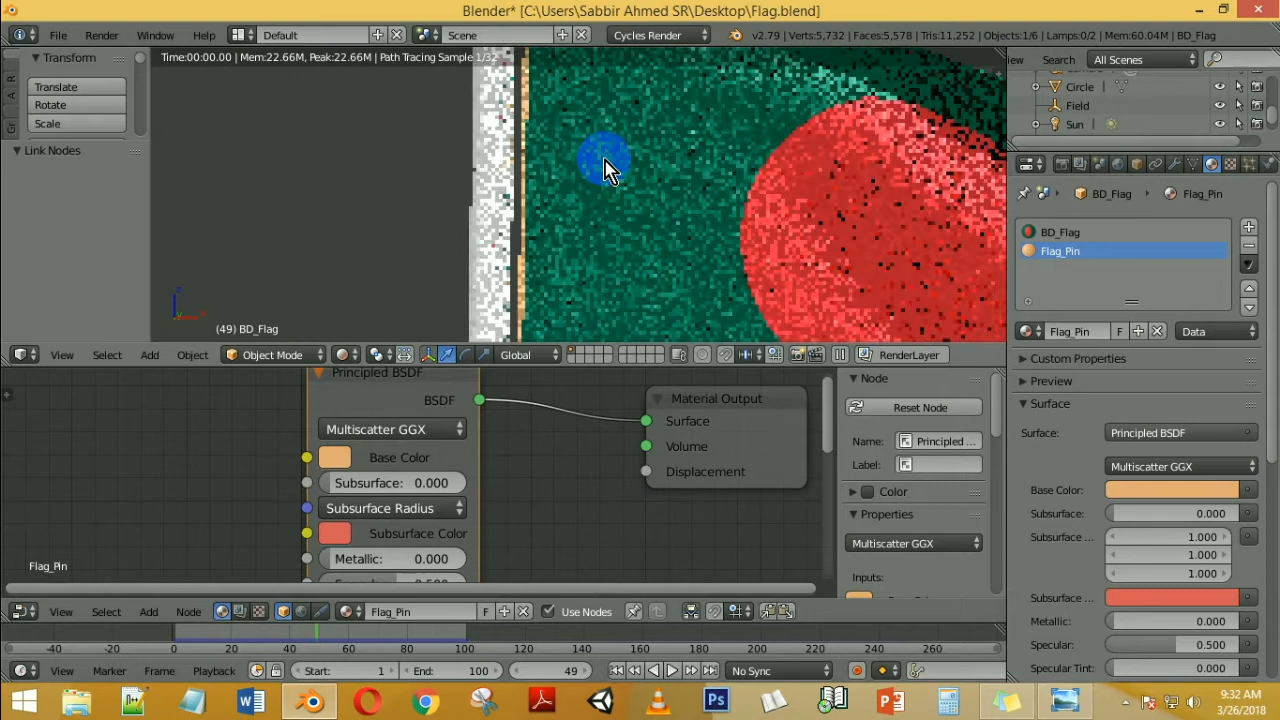 Blender* [C:\Users\Sabbir Ahmed SR\Desktop\Flag.blend]
File Render Window Help Default Scene Cycles Render v2.79 | Verts:5,732 | Faces:5,578 | Tris:11,252 | Objects:1/6 | Lamps:0/2 | Mem:60.04M | BD_Flag
Transform
Translate
Rotate
Scale
Link Nodes
Time:00:00.00 | Mem:22.66M, Peak:22.66M | Path Tracing Sample 1/32
(49) BD_Flag
View Select Add Object Object Mode Global RenderLayer
iew Search All Scenes
Circle
Field
Sun
BD_Flag Flag_Pin
BD_Flag
Flag_Pin
Flag_Pin F Data
Custom Properties
Preview
Surface
Surface: Principled BSDF
Multiscatter GGX
Base Color:
Subsurface: 0.000
Subsurface ... 1.000
1.000
1.000
Subsurface ...
Metallic: 0.000
Specular: 0.500
Specular Tint: 0.000
Principled BSDF
BSDF
Multiscatter GGX
Base Color
Subsurface: 0.000
Subsurface Radius
Subsurface Color
Metallic: 0.000
Material Output
Surface
Volume
Displacement
Flag_Pin
Node
Reset Node
Name: Principled ...
Label:
Color
Properties
Multiscatter GGX
Inputs:
View Select Add Node Flag_Pin F Use Nodes
-40 -20 0 20 40 60 80 100 120 140 160 180 200 220 240 260
View Marker Frame Playback Start: 1 End: 100 49 No Sync
9:32 AM
3/26/2018